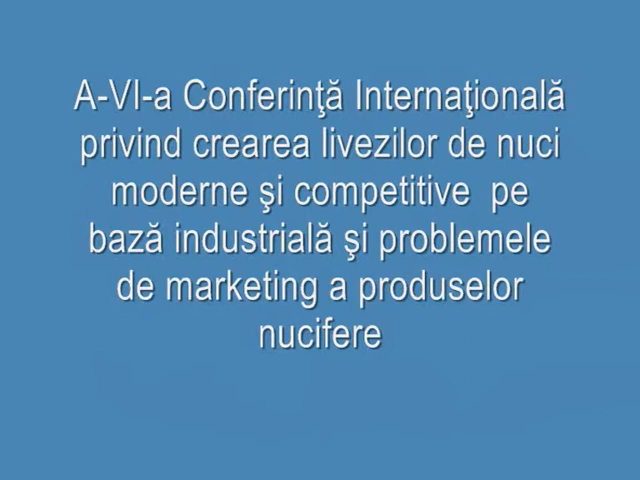 A-VI-a Conferinţă Internaţională
privind crearea livezilor de nuci
moderne şi competitive  pe
bază industrială şi problemele
de marketing a produselor
nucifere